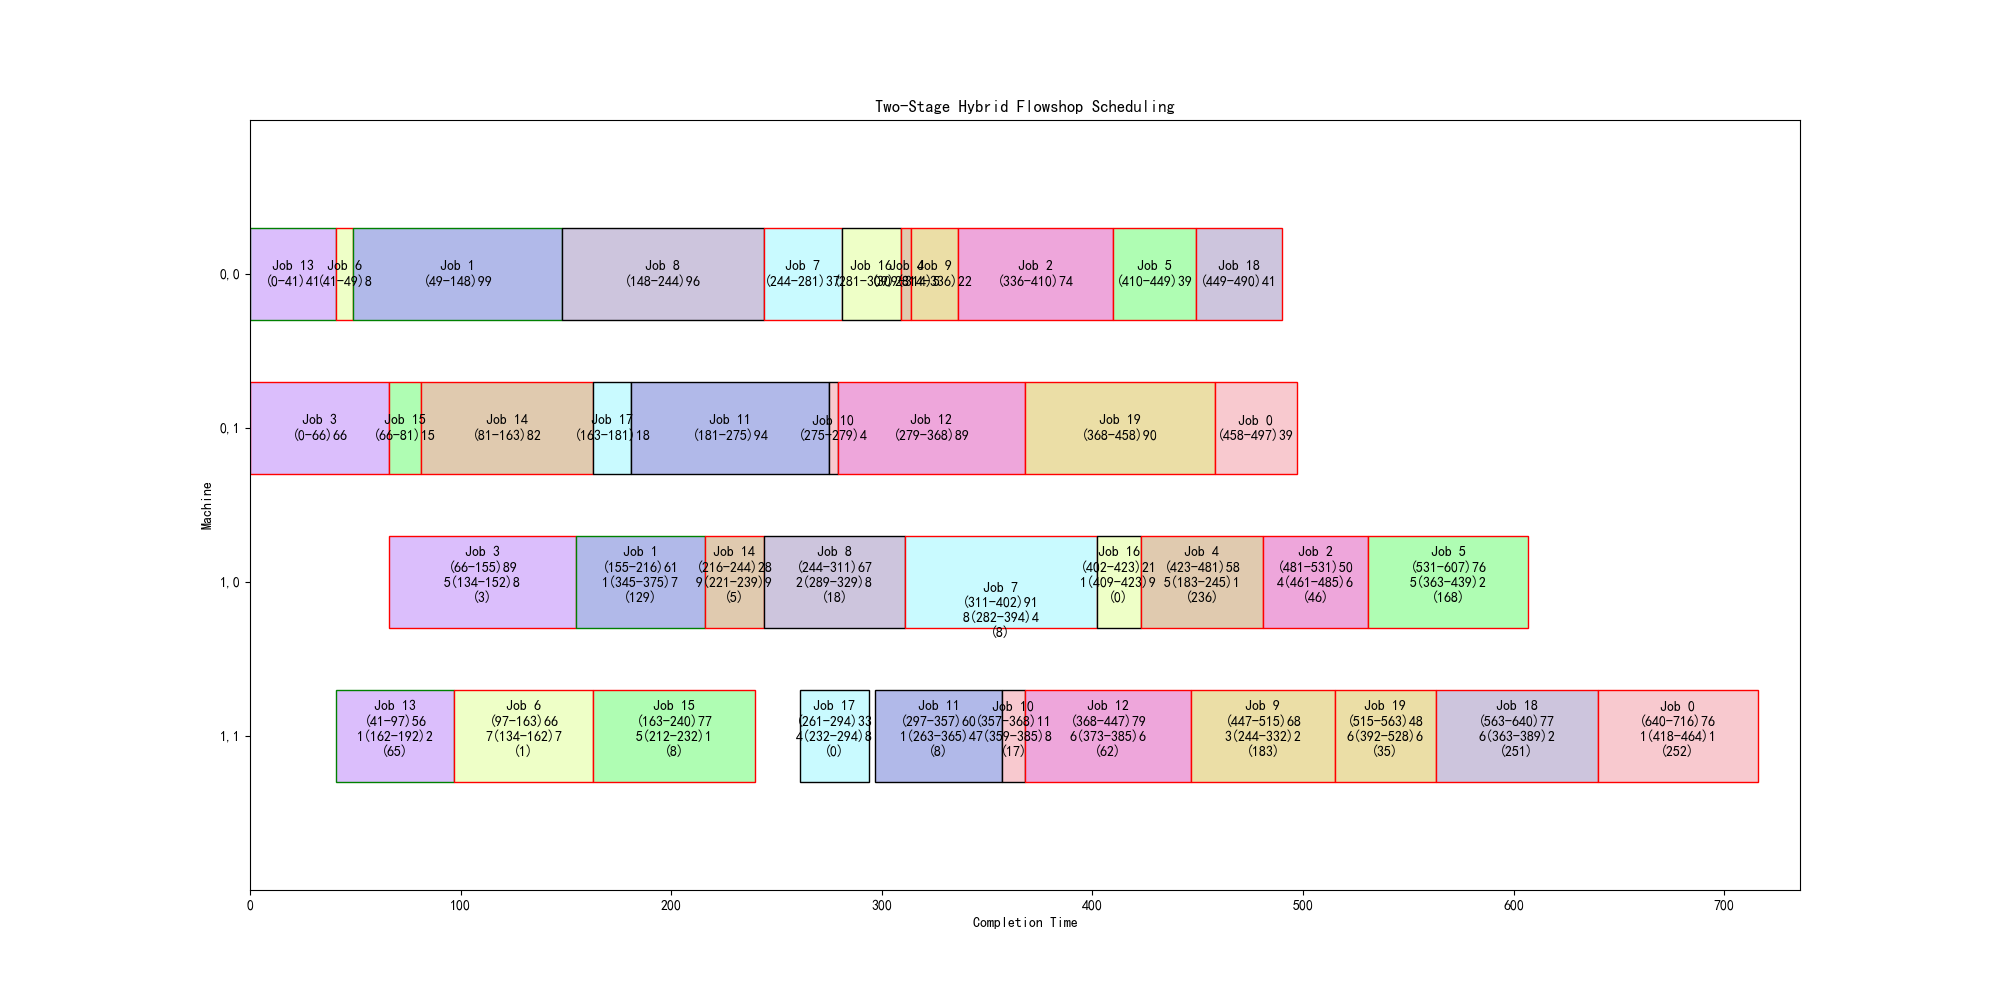 Two-Stage Hybrid Flowshop Scheduling
0,0
Job 13
(0-41)41
Job 6
(41-49)8
Job 1
(49-148)99
Job 8
(148-244)96
Job 7
(244-281)37
Job 16
(281-309)28
Job 4
(309-314)5
Job 9
(314-336)22
Job 2
(336-410)74
Job 5
(410-449)39
Job 18
(449-490)41
0,1
Job 3
(0-66)66
Job 15
(66-81)15
Job 14
(81-163)82
Job 17
(163-181)18
Job 11
(181-275)94
Job 10
(275-279)4
Job 12
(279-368)89
Job 19
(368-458)90
Job 0
(458-497)39
Machine
1,0
Job 3
(66-155)89
5(134-152)8
(3)
Job 1
(155-216)61
1(345-375)7
(129)
Job 14
(216-244)28
9(221-239)9
(5)
Job 8
(244-311)67
2(289-329)8
(18)
Job 7
(311-402)91
8(282-394)4
(8)
Job 16
(402-423)21
1(409-423)9
(0)
Job 4
(423-481)58
5(183-245)1
(236)
Job 2
(481-531)50
4(461-485)6
(46)
Job 5
(531-607)76
5(363-439)2
(168)
1,1
Job 13
(41-97)56
1(162-192)2
(65)
Job 6
(97-163)66
7(134-162)7
(1)
Job 15
(163-240)77
5(212-232)1
(8)
Job 17
(261-294)33
4(232-294)8
(0)
Job 11
(297-357)60
1(263-365)4
(8)
Job 10
(357-368)11
7(359-385)8
(17)
Job 12
(368-447)79
6(373-385)6
(62)
Job 9
(447-515)68
3(244-332)2
(183)
Job 19
(515-563)48
6(392-528)6
(35)
Job 18
(563-640)77
6(363-389)2
(251)
Job 0
(640-716)76
1(418-464)1
(252)
0
100
200
300
400
500
600
700
Completion Time